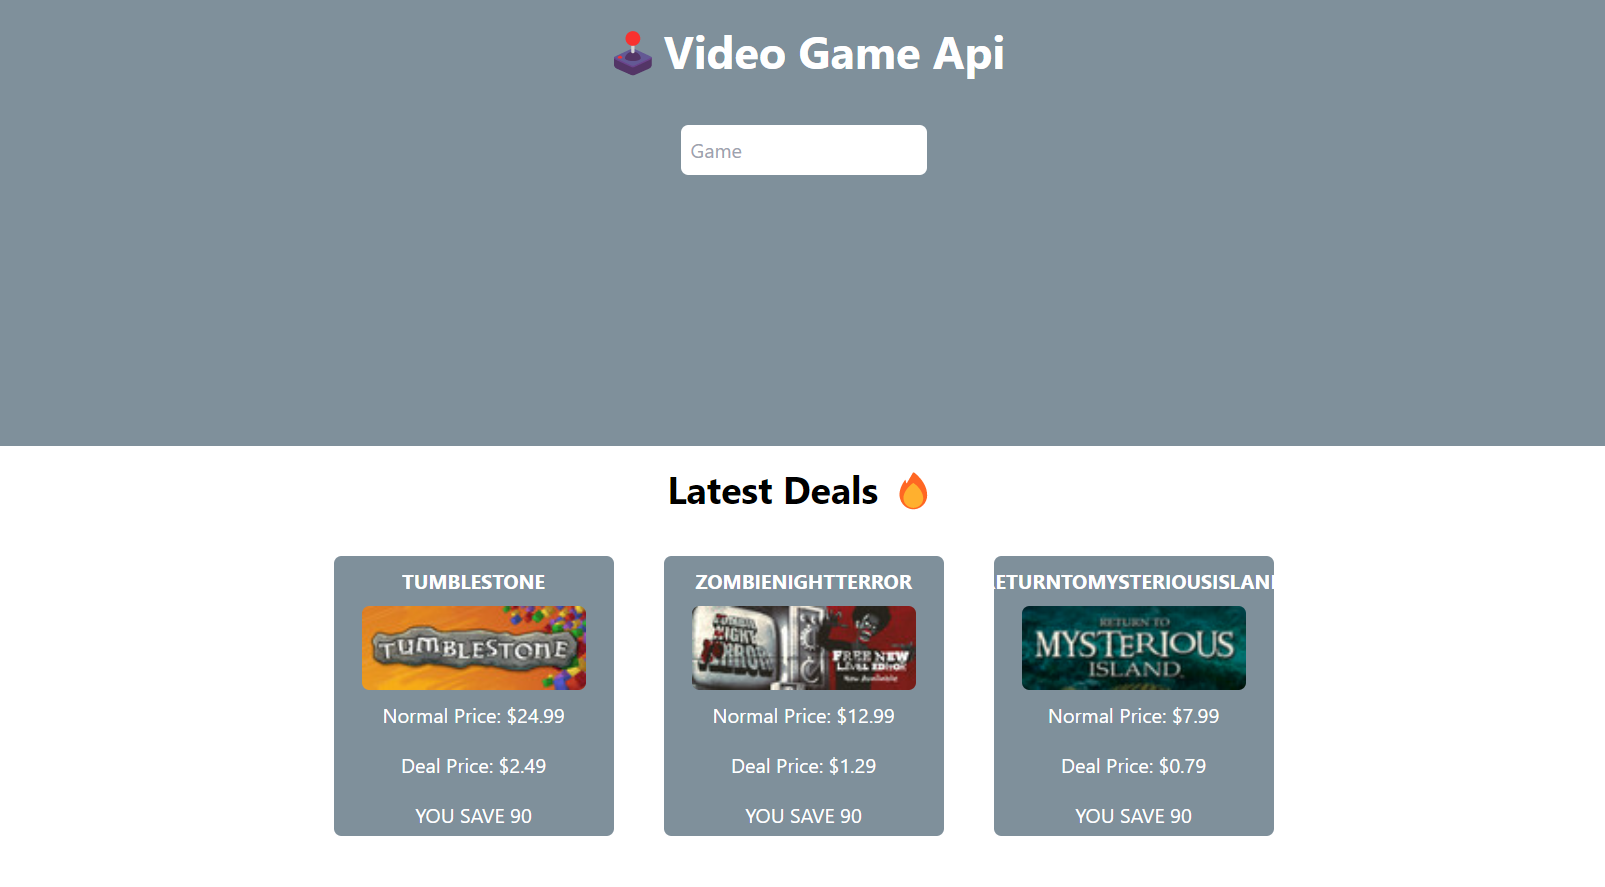 Video Game Api
Game
Latest Deals
TUMBLESTONE
TUMBLESTONE
Normal Price: $24.99
Deal Price: $2.49
YOU SAVE 90
ZOMBIENIGHTTERROR
ZOMBIE
NIGHT
TERROR
FREE NEW
LEVEL EDITOR
Now Available
Normal Price: $12.99
Deal Price: $1.29
YOU SAVE 90
ETURNTOMYSTERIOUSISLAN
RETURN TO
MYSTERIOUS
ISLAND
Normal Price: $7.99
Deal Price: $0.79
YOU SAVE 90